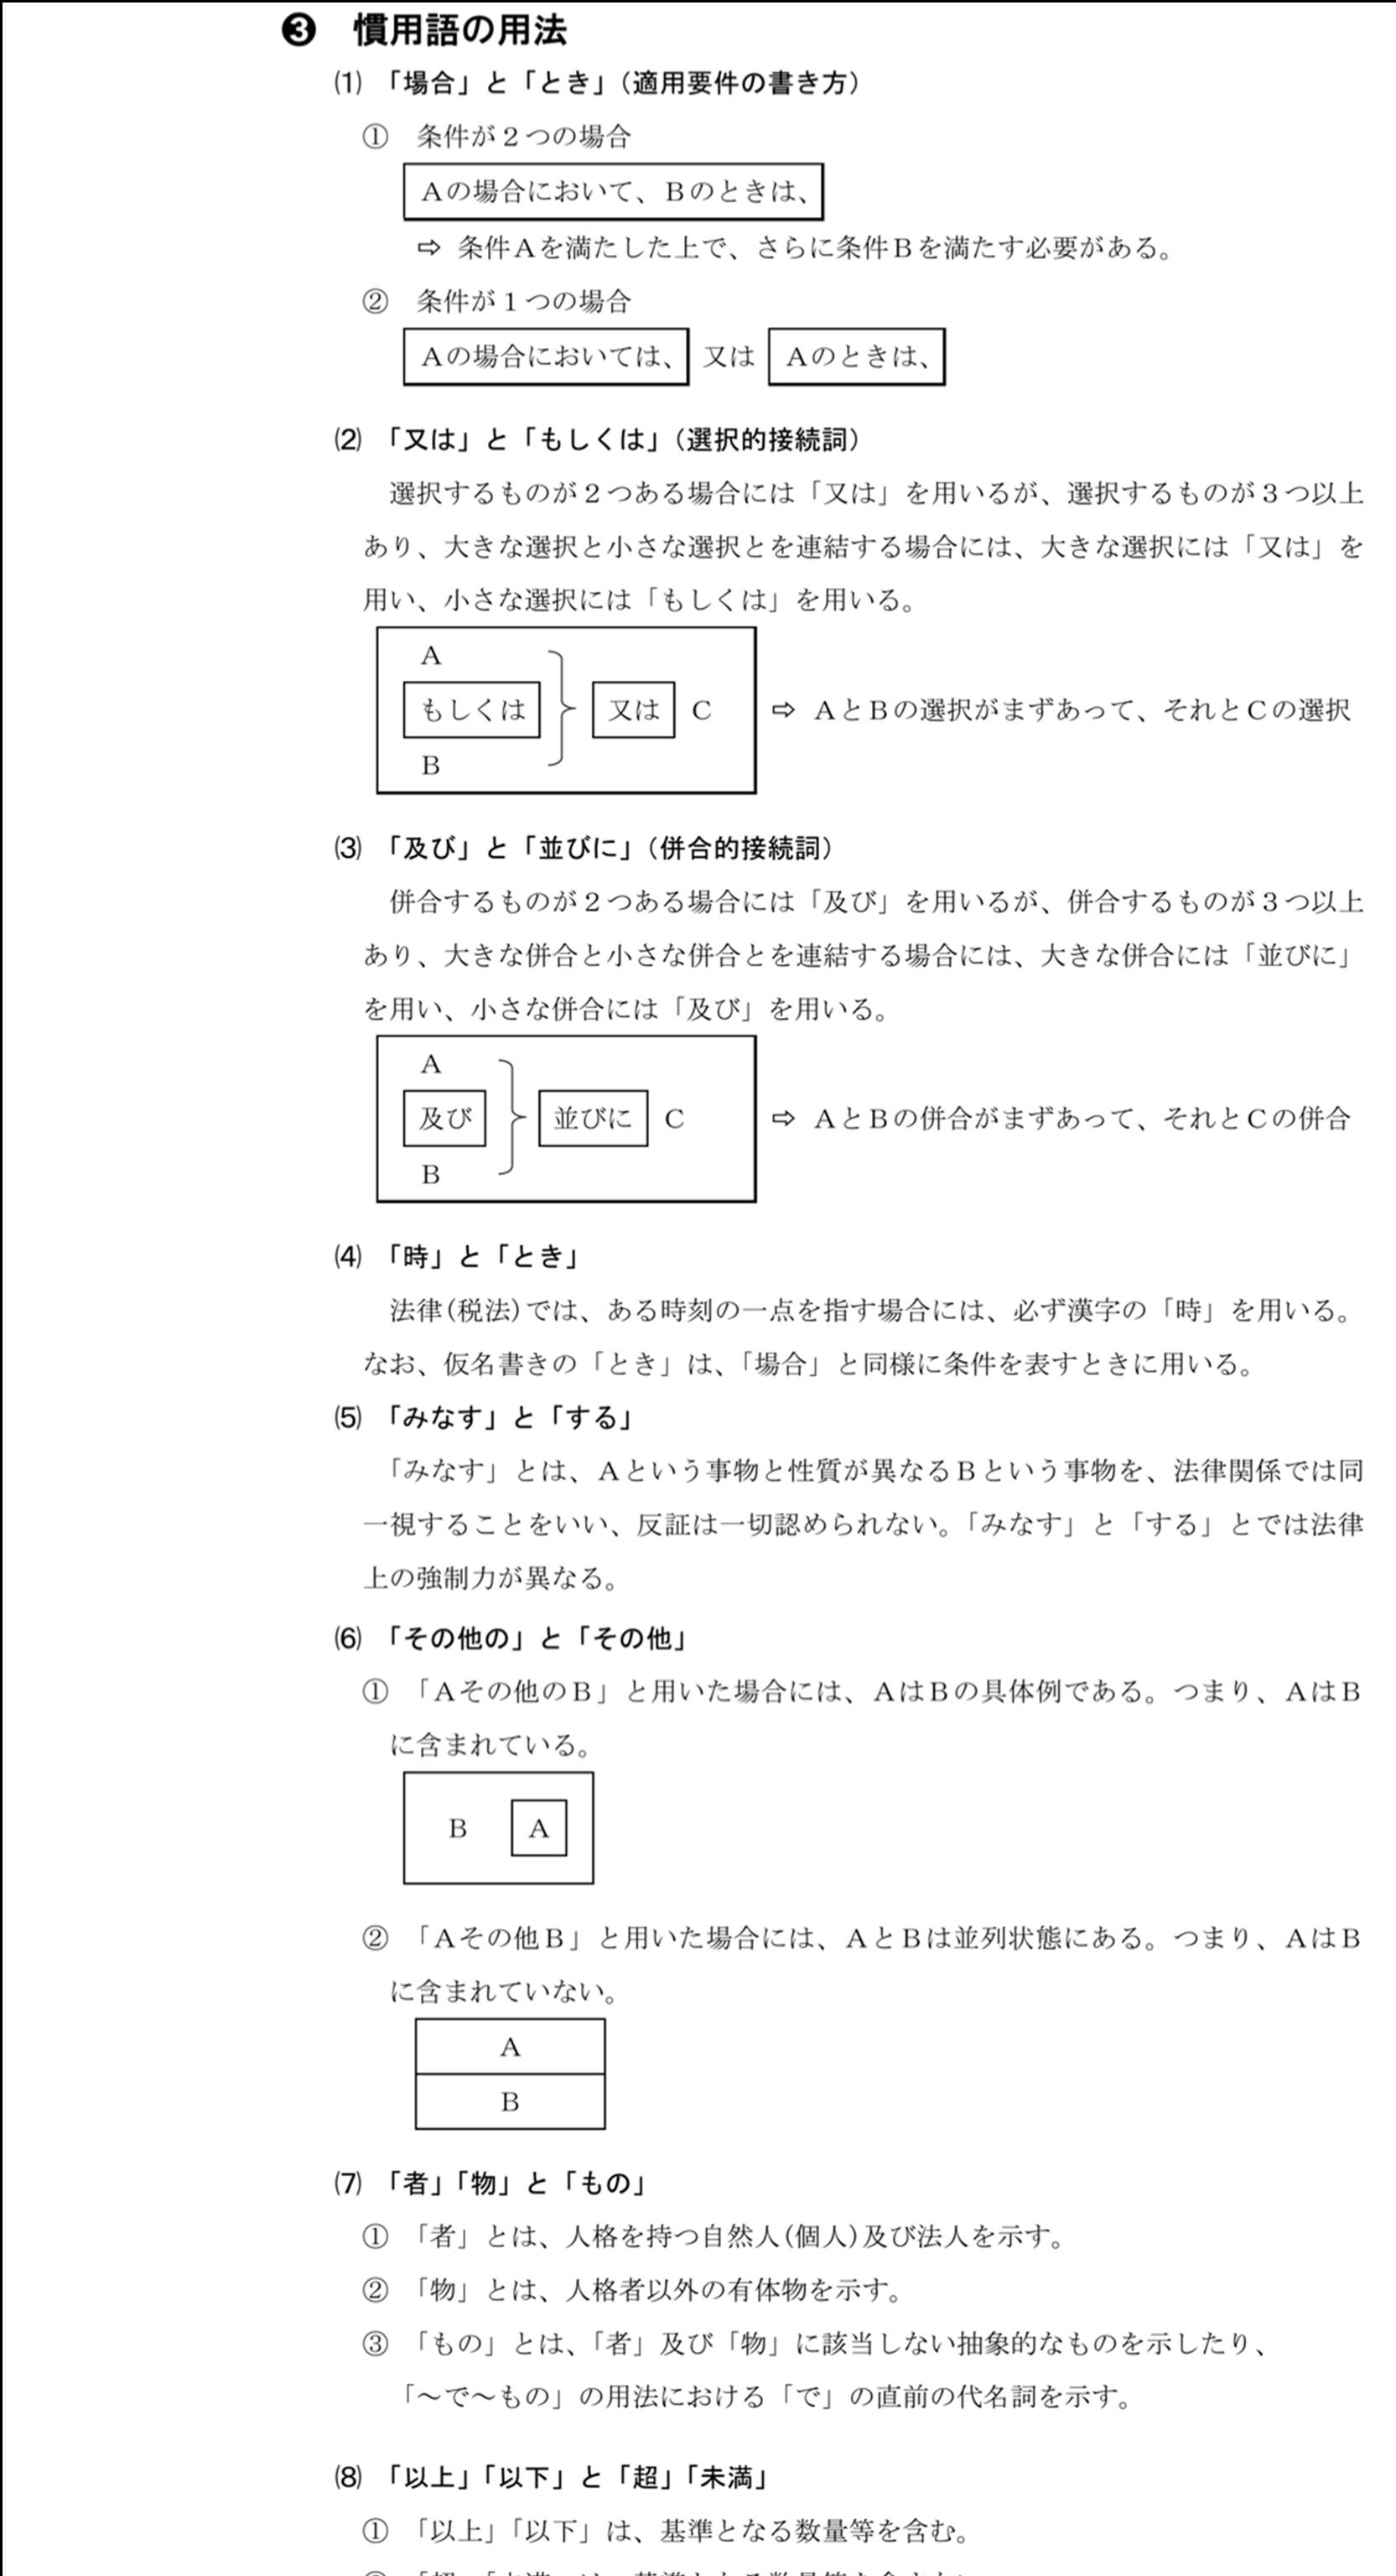 ❸ 慣用語の用法
⑴ 「場合」と「とき」（適用要件の書き方）
① 条件が２つの場合
Ａの場合において、Ｂのときは、
⇨ 条件Ａを満たした上で、さらに条件Ｂを満たす必要がある。
② 条件が１つの場合
Ａの場合においては、 又は Ａのときは、
⑵ 「又は」と「もしくは」（選択的接続詞）
選択するものが２つある場合には「又は」を用いるが、選択するものが３つ以上
あり、大きな選択と小さな選択とを連結する場合には、大きな選択には「又は」を
用い、小さな選択には「もしくは」を用いる。
Ａ
もしくは 又は Ｃ ⇨ ＡとＢの選択がまずあって、それとＣの選択
Ｂ
⑶ 「及び」と「並びに」（併合的接続詞）
併合するものが２つある場合には「及び」を用いるが、併合するものが３つ以上
あり、大きな併合と小さな併合とを連結する場合には、大きな併合には「並びに」
を用い、小さな併合には「及び」を用いる。
Ａ
及び 並びに Ｃ ⇨ ＡとＢの併合がまずあって、それとＣの併合
Ｂ
⑷ 「時」と「とき」
法律(税法)では、ある時刻の一点を指す場合には、必ず漢字の「時」を用いる。
なお、仮名書きの「とき」は、「場合」と同様に条件を表すときに用いる。
⑸ 「みなす」と「する」
「みなす」とは、Ａという事物と性質が異なるＢという事物を、法律関係では同
一視することをいい、反証は一切認められない。「みなす」と「する」とでは法律
上の強制力が異なる。
⑹ 「その他の」と「その他」
① 「Ａその他のＢ」と用いた場合には、ＡはＢの具体例である。つまり、ＡはＢ
に含まれている。
Ｂ Ａ
② 「Ａその他Ｂ」と用いた場合には、ＡとＢは並列状態にある。つまり、ＡはＢ
に含まれていない。
Ａ
Ｂ
⑺ 「者」「物」と「もの」
① 「者」とは、人格を持つ自然人(個人)及び法人を示す。
② 「物」とは、人格者以外の有体物を示す。
③ 「もの」とは、「者」及び「物」に該当しない抽象的なものを示したり、
「～で～もの」の用法における「で」の直前の代名詞を示す。
⑻ 「以上」「以下」と「超」「未満」
① 「以上」「以下」は、基準となる数量等を含む。